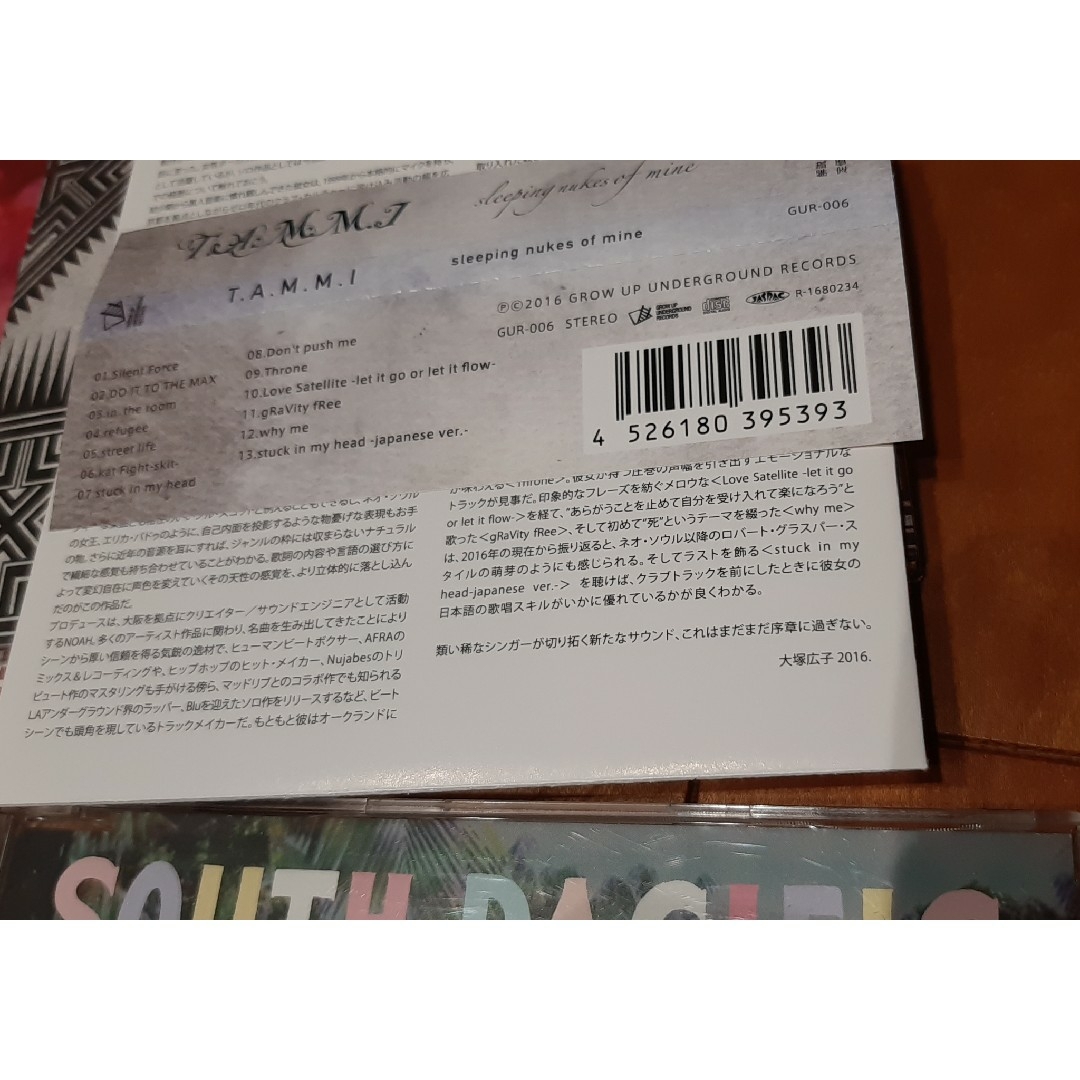 T.A.M.M.I
sleeping nukes of mine
GUR-006
T.A.M.M.I
sleeping nukes of mine
℗©2016 GROW UP UNDERGROUND RECORDS
GUR-006 STEREO
GROW UP
UNDERGROUND
RECORDS
R-1680234
01.Silent Force
02.DO IT TO THE MAX
03.in the room
04.refugee
05.street life
06.kat Fight-skit-
07 stuck in my head
08.Don't push me
09.Throne
10.Love Satellite -let it go or let it flow-
11.gRaVity fRee
12.why me
13.stuck in my head -japanese ver.-
4 526180 395393
の女王、エリカ・バドゥのように、自己内面を投影するような物憂げな表現もお手
の物。さらに近年の音源を耳にすれば、ジャンルの枠には収まらないナチュラル
で繊細な感覚も持ち合わせていることがわかる。歌詞の内容や言語の選び方に
よって変幻自在に声色を変えていくその天性の感覚を、より立体的に落とし込ん
だのがこの作品だ。
プロデュースは、大阪を拠点にクリエイター／サウンドエンジニアとして活動
するNOAH。多くのアーティスト作品に関わり、名曲を生み出してきたことにより
シーンから厚い信頼を得る気鋭の逸材で、ヒューマンビートボクサー、AFRAの
ミックス&レコーディングや、ヒップホップのヒット・メイカー、Nujabesのトリ
ビュート作のマスタリングも手がける傍ら、マッドリブとのコラボ作でも知られる
LAアンダーグラウンド界のラッパー、Bluを迎えたソロ作をリリースするなど、ビート
シーンでも頭角を現しているトラックメイカーだ。もともと彼はオークランドに
が味わえる<Throne>。彼女が持つ圧巻の声幅を引き出すエモーショナルな
トラックが見事だ。印象的なフレーズを紡ぐメロウな<Love Satellite -let it go
or let it flow->を経て、"あらがうことを止めて自分を受け入れて楽になろう"と
歌った<gRaVity fRee>、そして初めて"死"というテーマを綴った<why me>
は、2016年の現在から振り返ると、ネオ・ソウル以降のロバート・グラスパー・ス
タイルの萌芽のようにも感じられる。そしてラストを飾る<stuck in my
head-japanese ver.-> を聴けば、クラブトラックを前にしたときに彼女の
日本語の歌唱スキルがいかに優れているかが良くわかる。
類い稀なシンガーが切り拓く新たなサウンド、これはまだまだ序章に過ぎない。
大塚広子 2016.
SOUTH PACIFIC